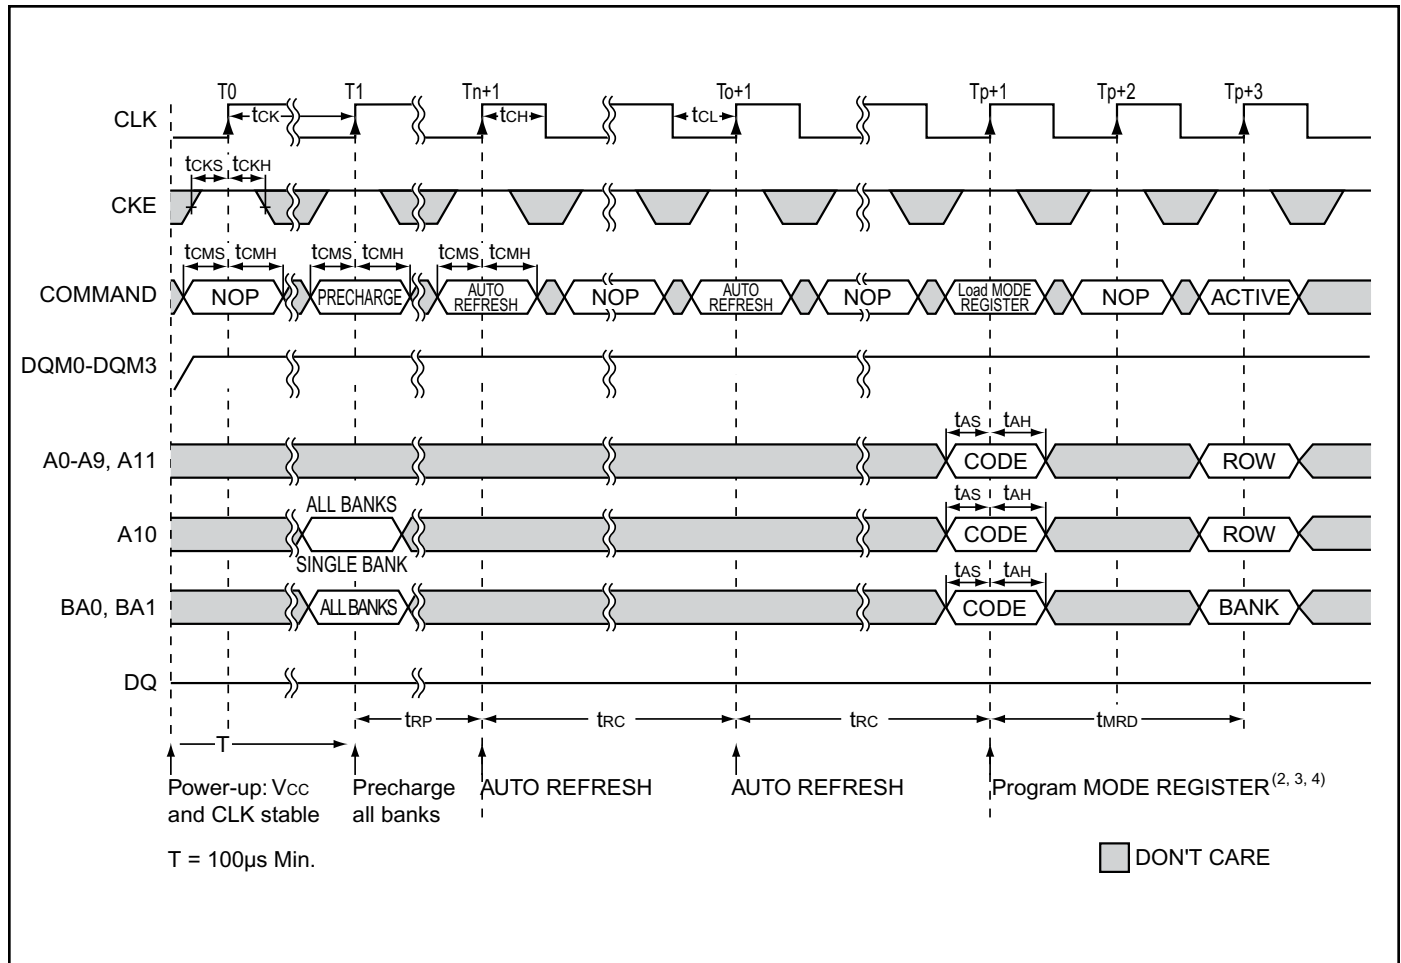 T0 T1 Tn+1 To+1 Tp+1 Tp+2 Tp+3
CLK tCK tCH tCL
tCKS tCKH
CKE
tCMS tCMH tCMS tCMH tCMS tCMH
COMMAND NOP PRECHARGE AUTO REFRESH NOP AUTO REFRESH NOP Load MODE REGISTER NOP ACTIVE
DQM0-DQM3
tAS tAH
A0-A9, A11 CODE ROW
ALL BANKS tAS tAH
A10 CODE ROW
SINGLE BANK tAS tAH
BA0, BA1 ALL BANKS CODE BANK
DQ
tRP tRC tRC tMRD
T
Power-up: VCC Precharge AUTO REFRESH AUTO REFRESH Program MODE REGISTER(2, 3, 4)
and CLK stable all banks
T = 100µs Min.
DON'T CARE